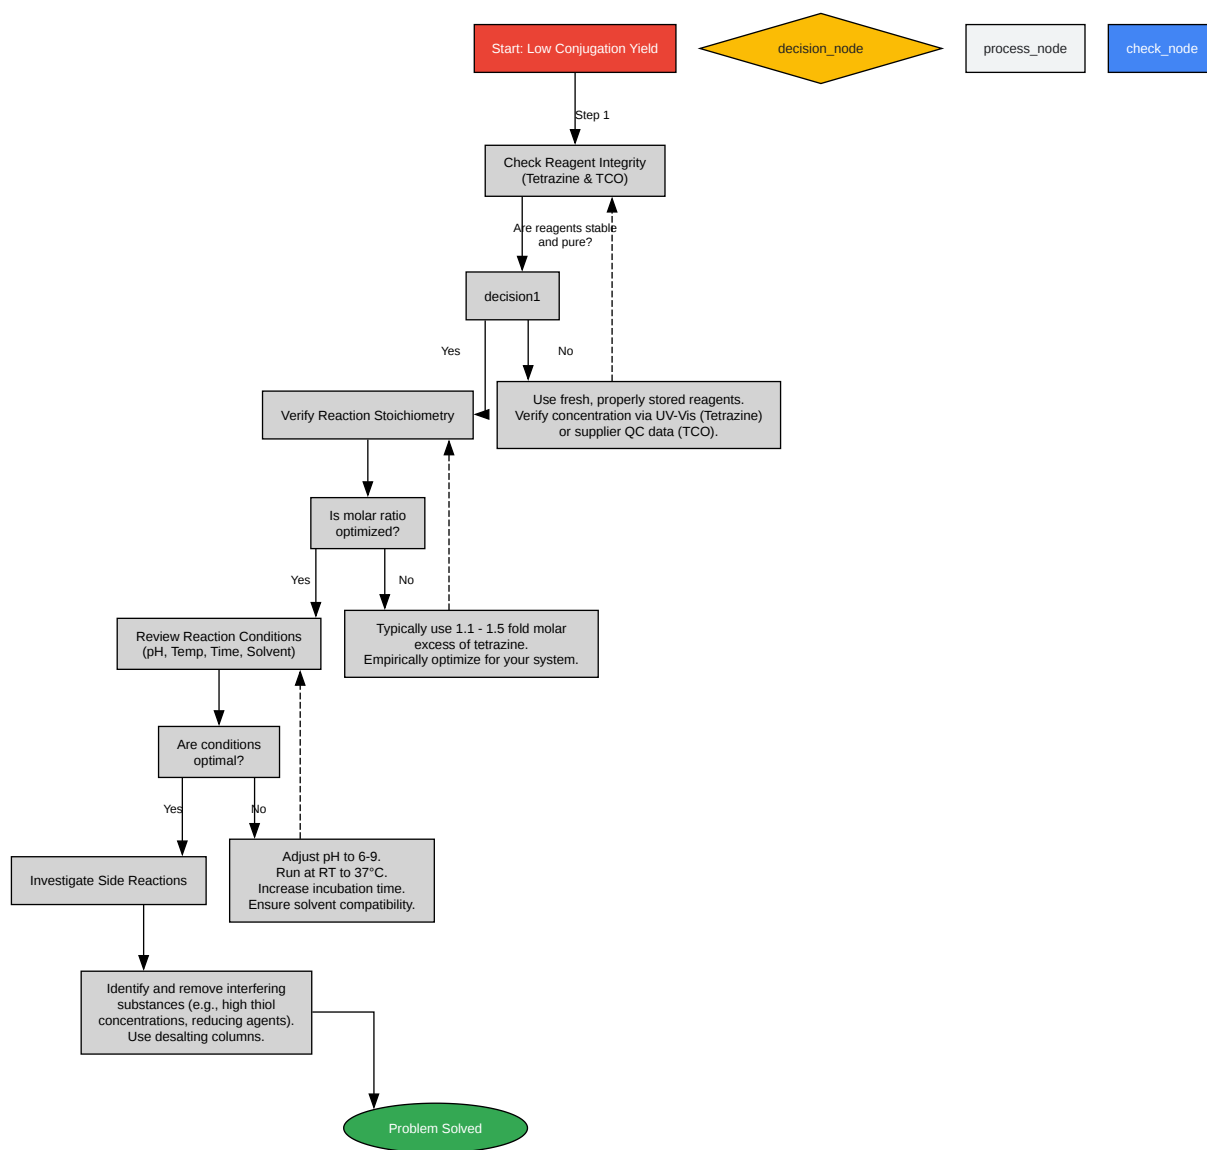 Start: Low Conjugation Yield
decision_node
process_node
check_node
Step 1
Check Reagent Integrity
(Tetrazine & TCO)
Are reagents stable
and pure?
decision1
Yes
No
Use fresh, properly stored reagents.
Verify concentration via UV-Vis (Tetrazine)
or supplier QC data (TCO).
Verify Reaction Stoichiometry
Is molar ratio
optimized?
Yes
No
Typically use 1.1 - 1.5 fold molar
excess of tetrazine.
Empirically optimize for your system.
Review Reaction Conditions
(pH, Temp, Time, Solvent)
Are conditions
optimal?
Yes
No
Adjust pH to 6-9.
Run at RT to 37°C.
Increase incubation time.
Ensure solvent compatibility.
Investigate Side Reactions
Identify and remove interfering
substances (e.g., high thiol
concentrations, reducing agents).
Use desalting columns.
Problem Solved